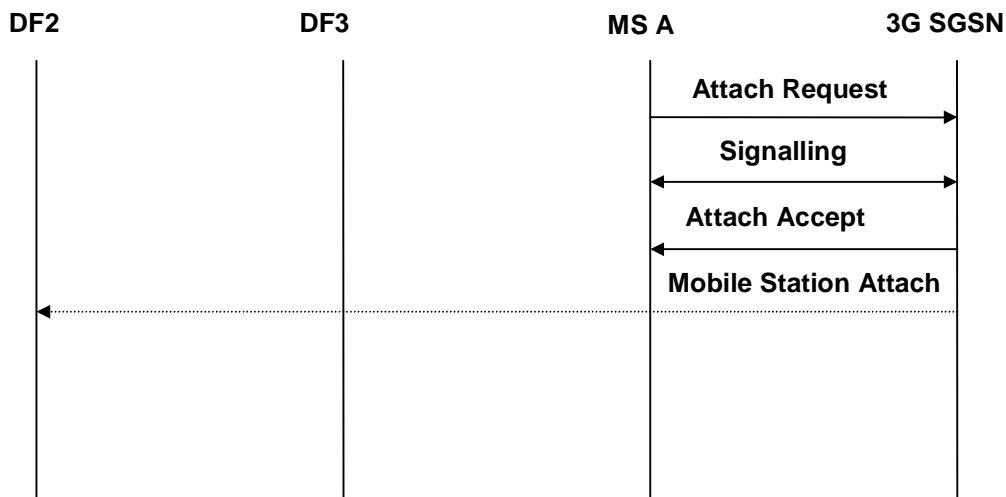 DF2
DF3
MS A
3G SGSN
Attach Request
Signalling
Attach Accept
Mobile Station Attach